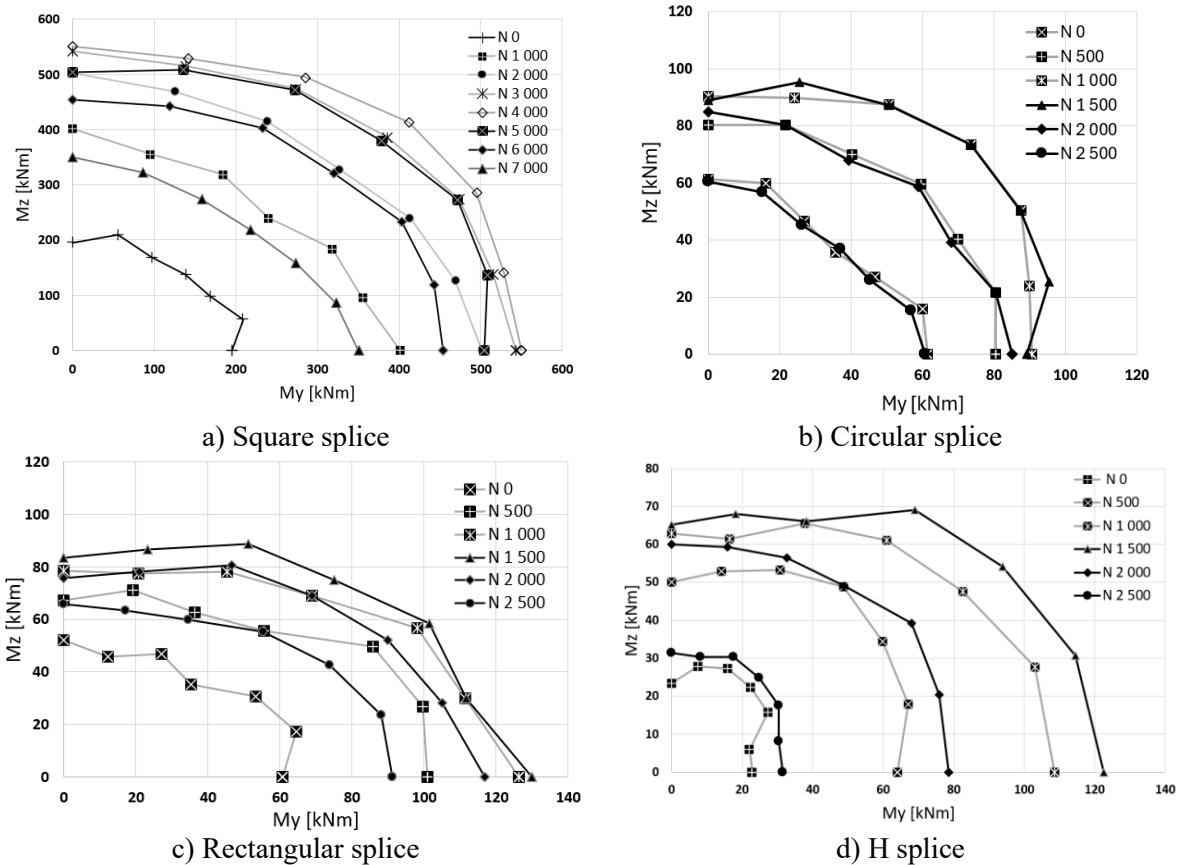 600
500
400
300
200
100
0
Mz [kNm]
0 100 200 300 400 500 600
My [kNm]
N 0
N 1 000
N 2 000
N 3 000
N 4 000
N 5 000
N 6 000
N 7 000
a) Square splice
120
100
80
60
40
20
0
Mz [kNm]
0 20 40 60 80 100 120
My [kNm]
N 0
N 500
N 1 000
N 1 500
N 2 000
N 2 500
b) Circular splice
120
100
80
60
40
20
0
Mz [kNm]
0 20 40 60 80 100 120 140
My [kNm]
N 0
N 500
N 1 000
N 1 500
N 2 000
N 2 500
c) Rectangular splice
80
70
60
50
40
30
20
10
0
Mz [kNm]
0 20 40 60 80 100 120 140
My [kNm]
N 0
N 500
N 1 000
N 1 500
N 2 000
N 2 500
d) H splice